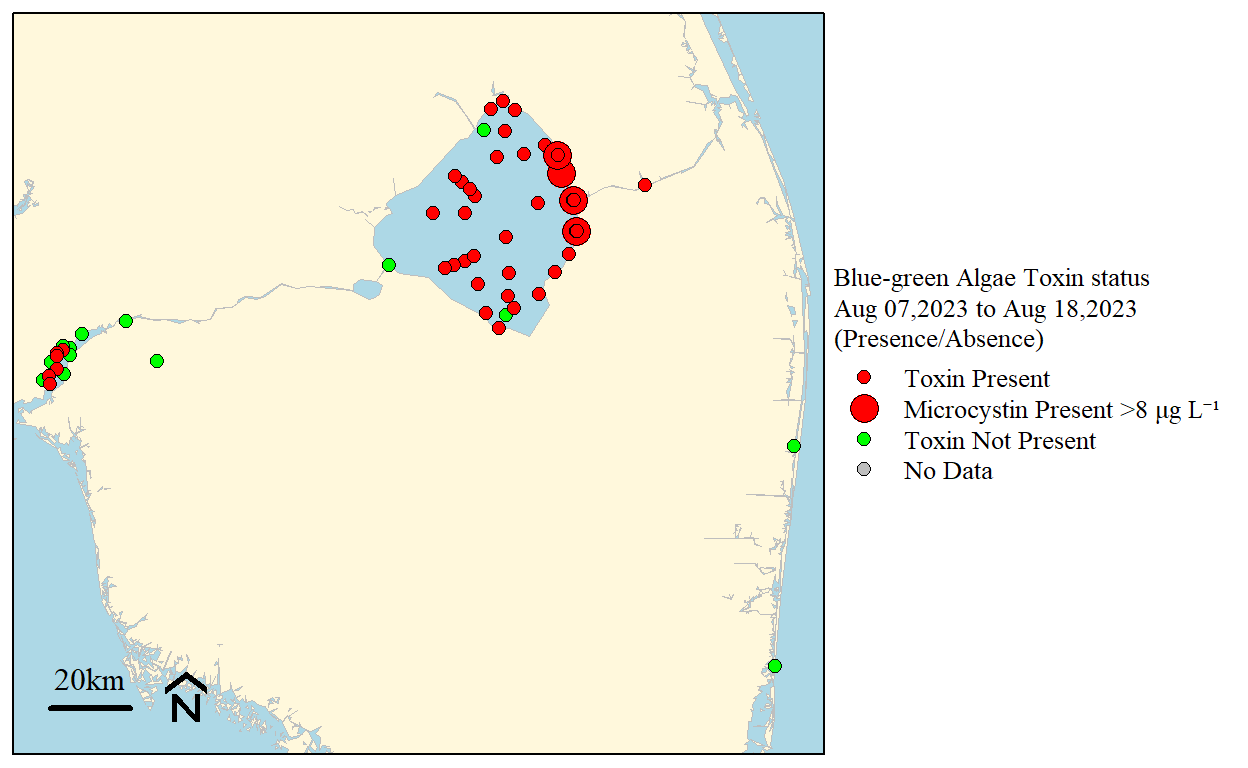 Blue-green Algae Toxin status
Aug 07,2023 to Aug 18,2023
(Presence/Absence)
Toxin Present
Microcystin Present >8 μg L⁻¹
Toxin Not Present
No Data
20km
N